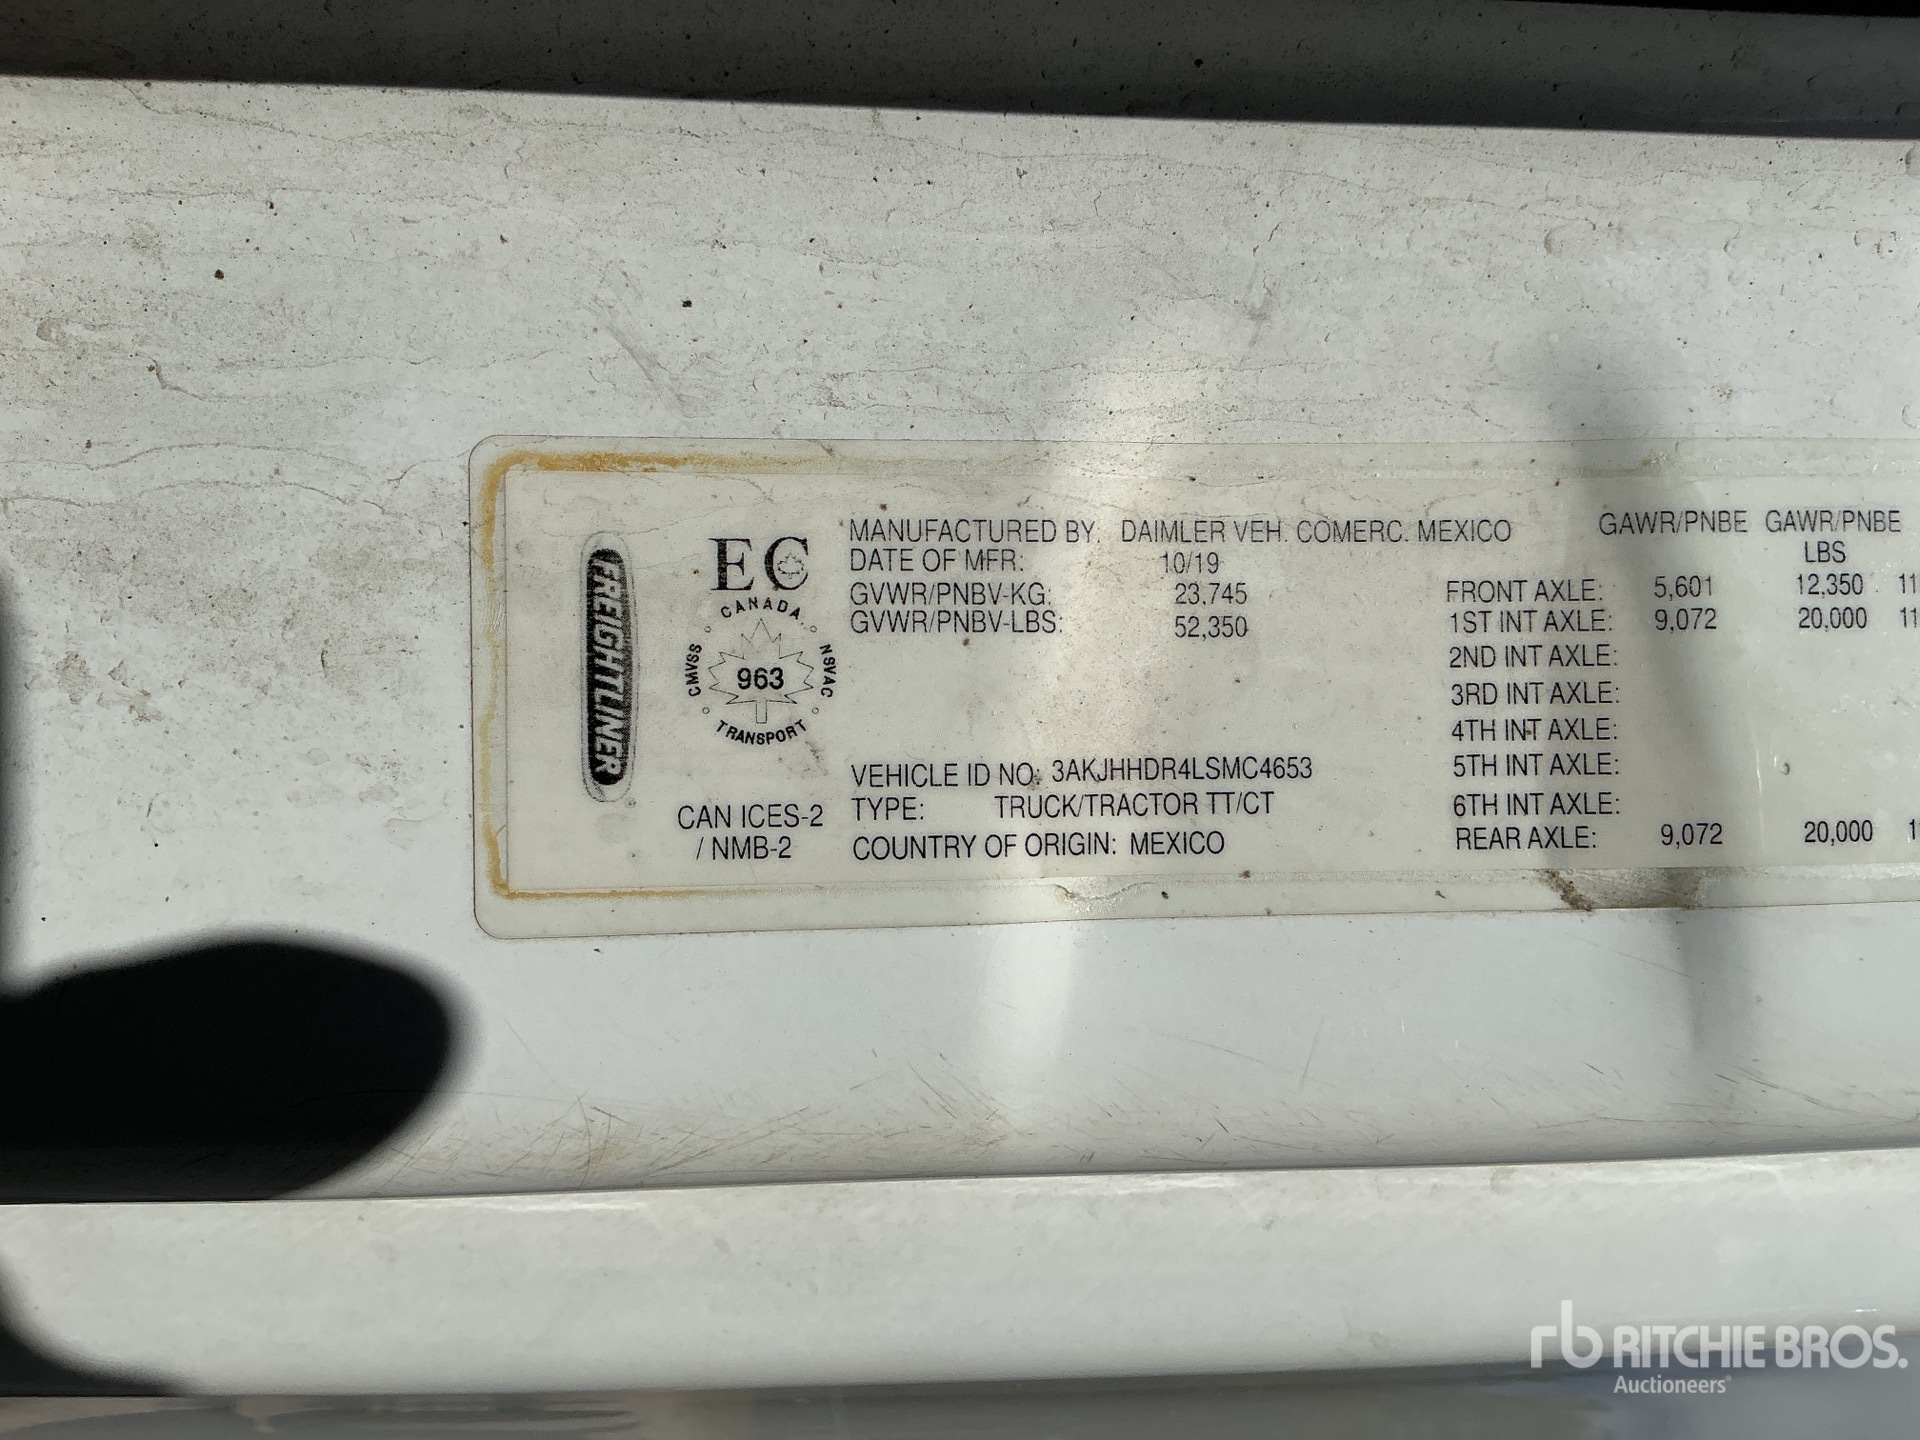 FREIGHTLINER
EC
CANADA
CMVSS
963
NSVAC
TRANSPORT
CAN ICES-2
/ NMB-2
MANUFACTURED BY: DAIMLER VEH. COMERC. MEXICO
DATE OF MFR: 10/19
GVWR/PNBV-KG: 23,745
GVWR/PNBV-LBS: 52,350
VEHICLE ID NO: 3AKJHHDR4LSMC4653
TYPE: TRUCK/TRACTOR TT/CT
COUNTRY OF ORIGIN: MEXICO
GAWR/PNBE GAWR/PNBE
LBS
FRONT AXLE: 5,601 12,350 11
1ST INT AXLE: 9,072 20,000 11
2ND INT AXLE:
3RD INT AXLE:
4TH INT AXLE:
5TH INT AXLE:
6TH INT AXLE:
REAR AXLE: 9,072 20,000 1
rb RITCHIE BROS.
Auctioneers